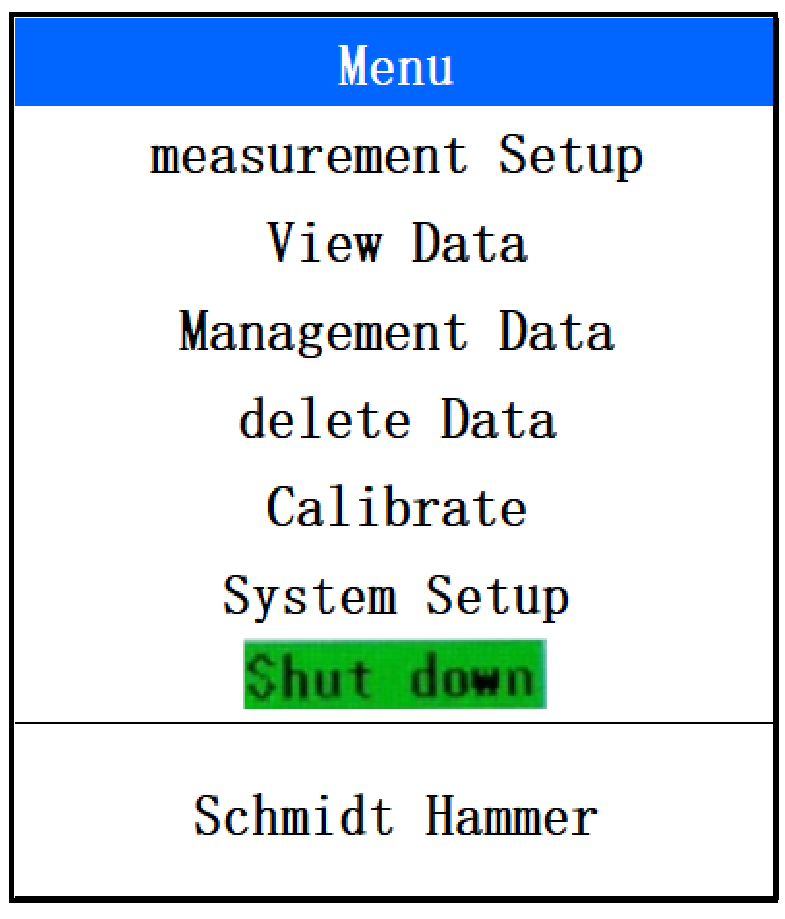 Menu
measurement Setup
View Data
Management Data
delete Data
Calibrate
System Setup
Shut down
Schmidt Hammer